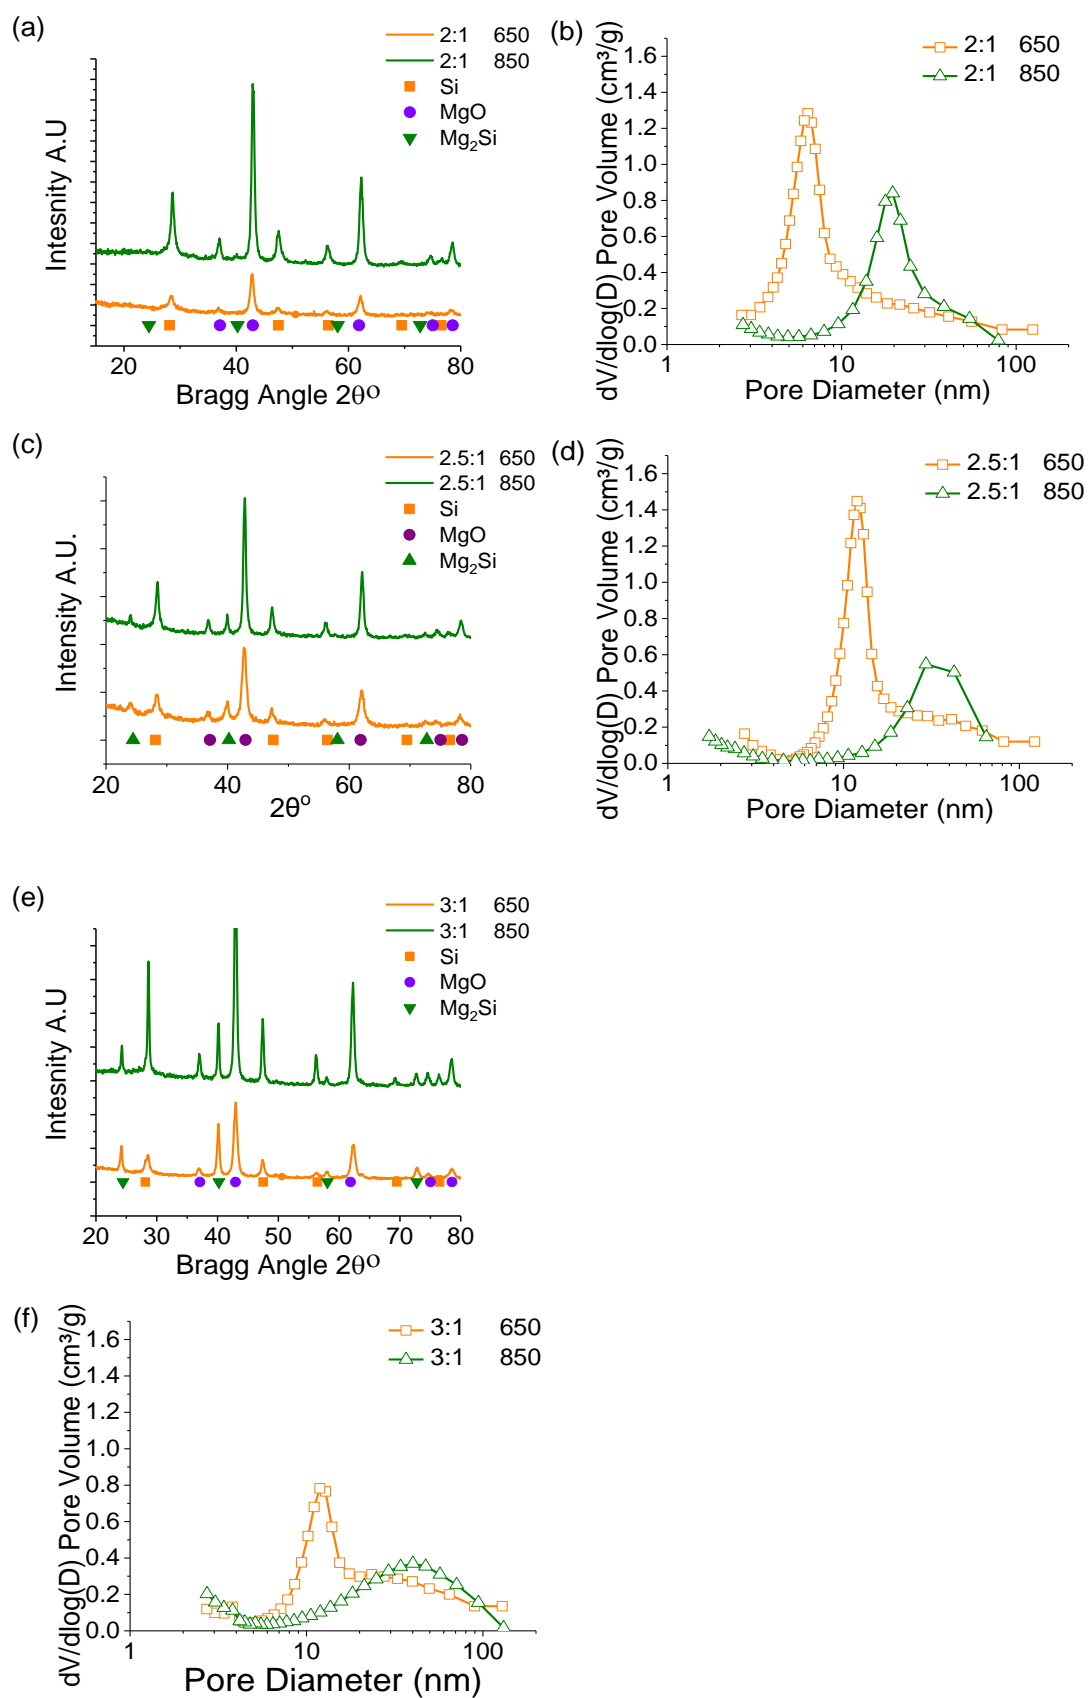 (a)
2:1 650
2:1 850
Si
MgO
Mg₂Si
Intesnity A.U
20 40 60 80
Bragg Angle 2θº
(b)
2:1 650
2:1 850
dV/dlog(D) Pore Volume (cm³/g)
1.6
1.4
1.2
1.0
0.8
0.6
0.4
0.2
0.0
1 10 100
Pore Diameter (nm)
(c)
2.5:1 650
2.5:1 850
Si
MgO
Mg₂Si
Intensity A.U.
20 40 60 80
2θº
(d)
2.5:1 650
2.5:1 850
dV/dlog(D) Pore Volume (cm³/g)
1.6
1.4
1.2
1.0
0.8
0.6
0.4
0.2
0.0
1 10 100
Pore Diameter (nm)
(e)
3:1 650
3:1 850
Si
MgO
Mg₂Si
Intesnity A.U
20 30 40 50 60 70 80
Bragg Angle 2θº
(f)
3:1 650
3:1 850
dV/dlog(D) Pore Volume (cm³/g)
1.6
1.4
1.2
1.0
0.8
0.6
0.4
0.2
0.0
1 10 100
Pore Diameter (nm)